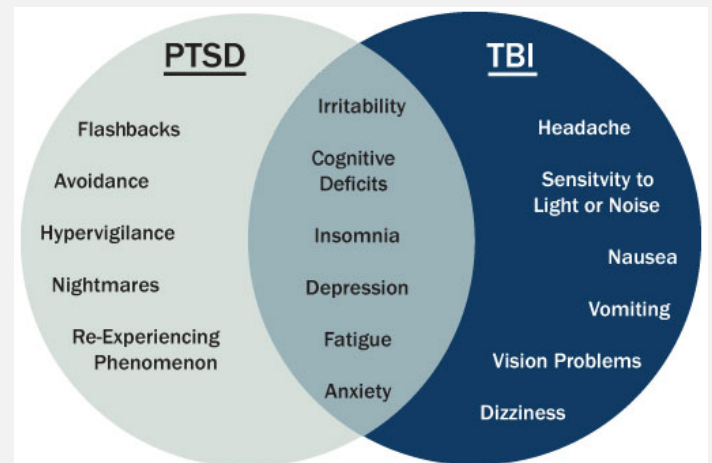 PTSD
Flashbacks
Avoidance
Hypervigilance
Nightmares
Re-Experiencing
Phenomenon
Irritability
Cognitive
Deficits
Insomnia
Depression
Fatigue
Anxiety
TBI
Headache
Sensitvity to
Light or Noise
Nausea
Vomiting
Vision Problems
Dizziness